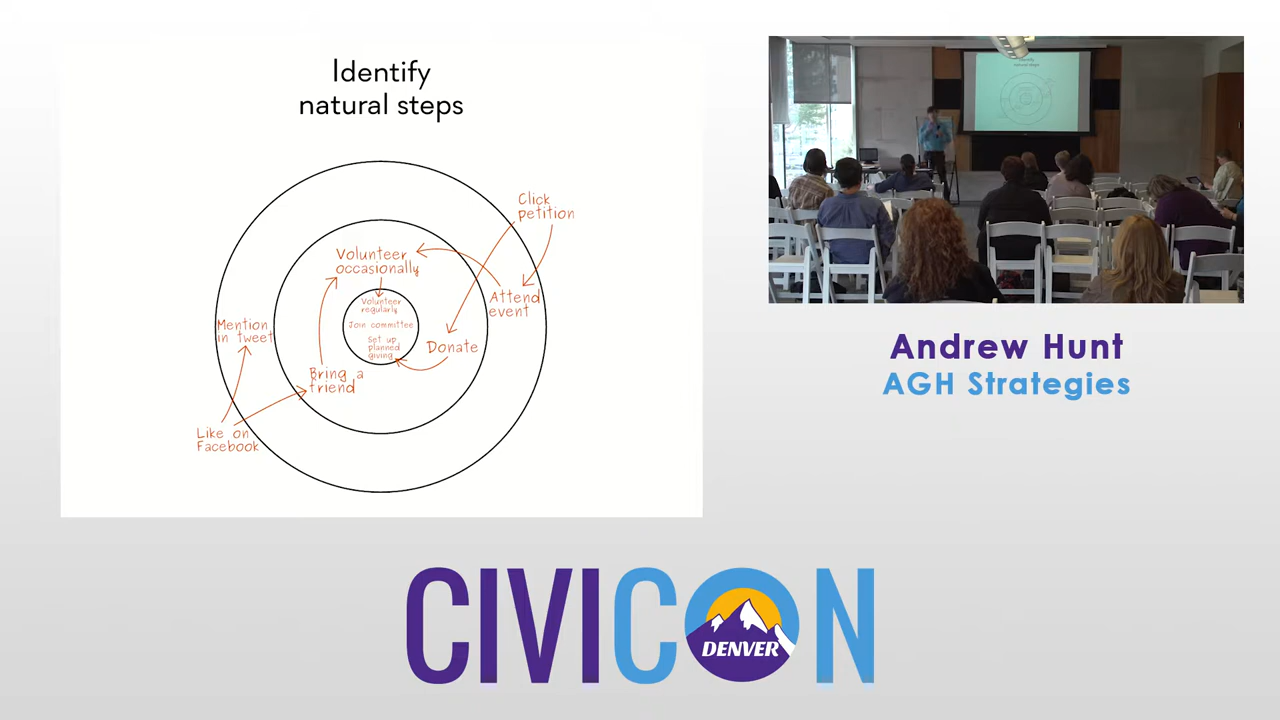 Identify
natural steps
Click
petition
Volunteer
occasionally
Volunteer
regularly
Attend
event
Join committee
Mention
in tweet
Set up
planned
giving
Donate
Bring a
friend
Like on
Facebook
Andrew Hunt
AGH Strategies
CIVICON
DENVER